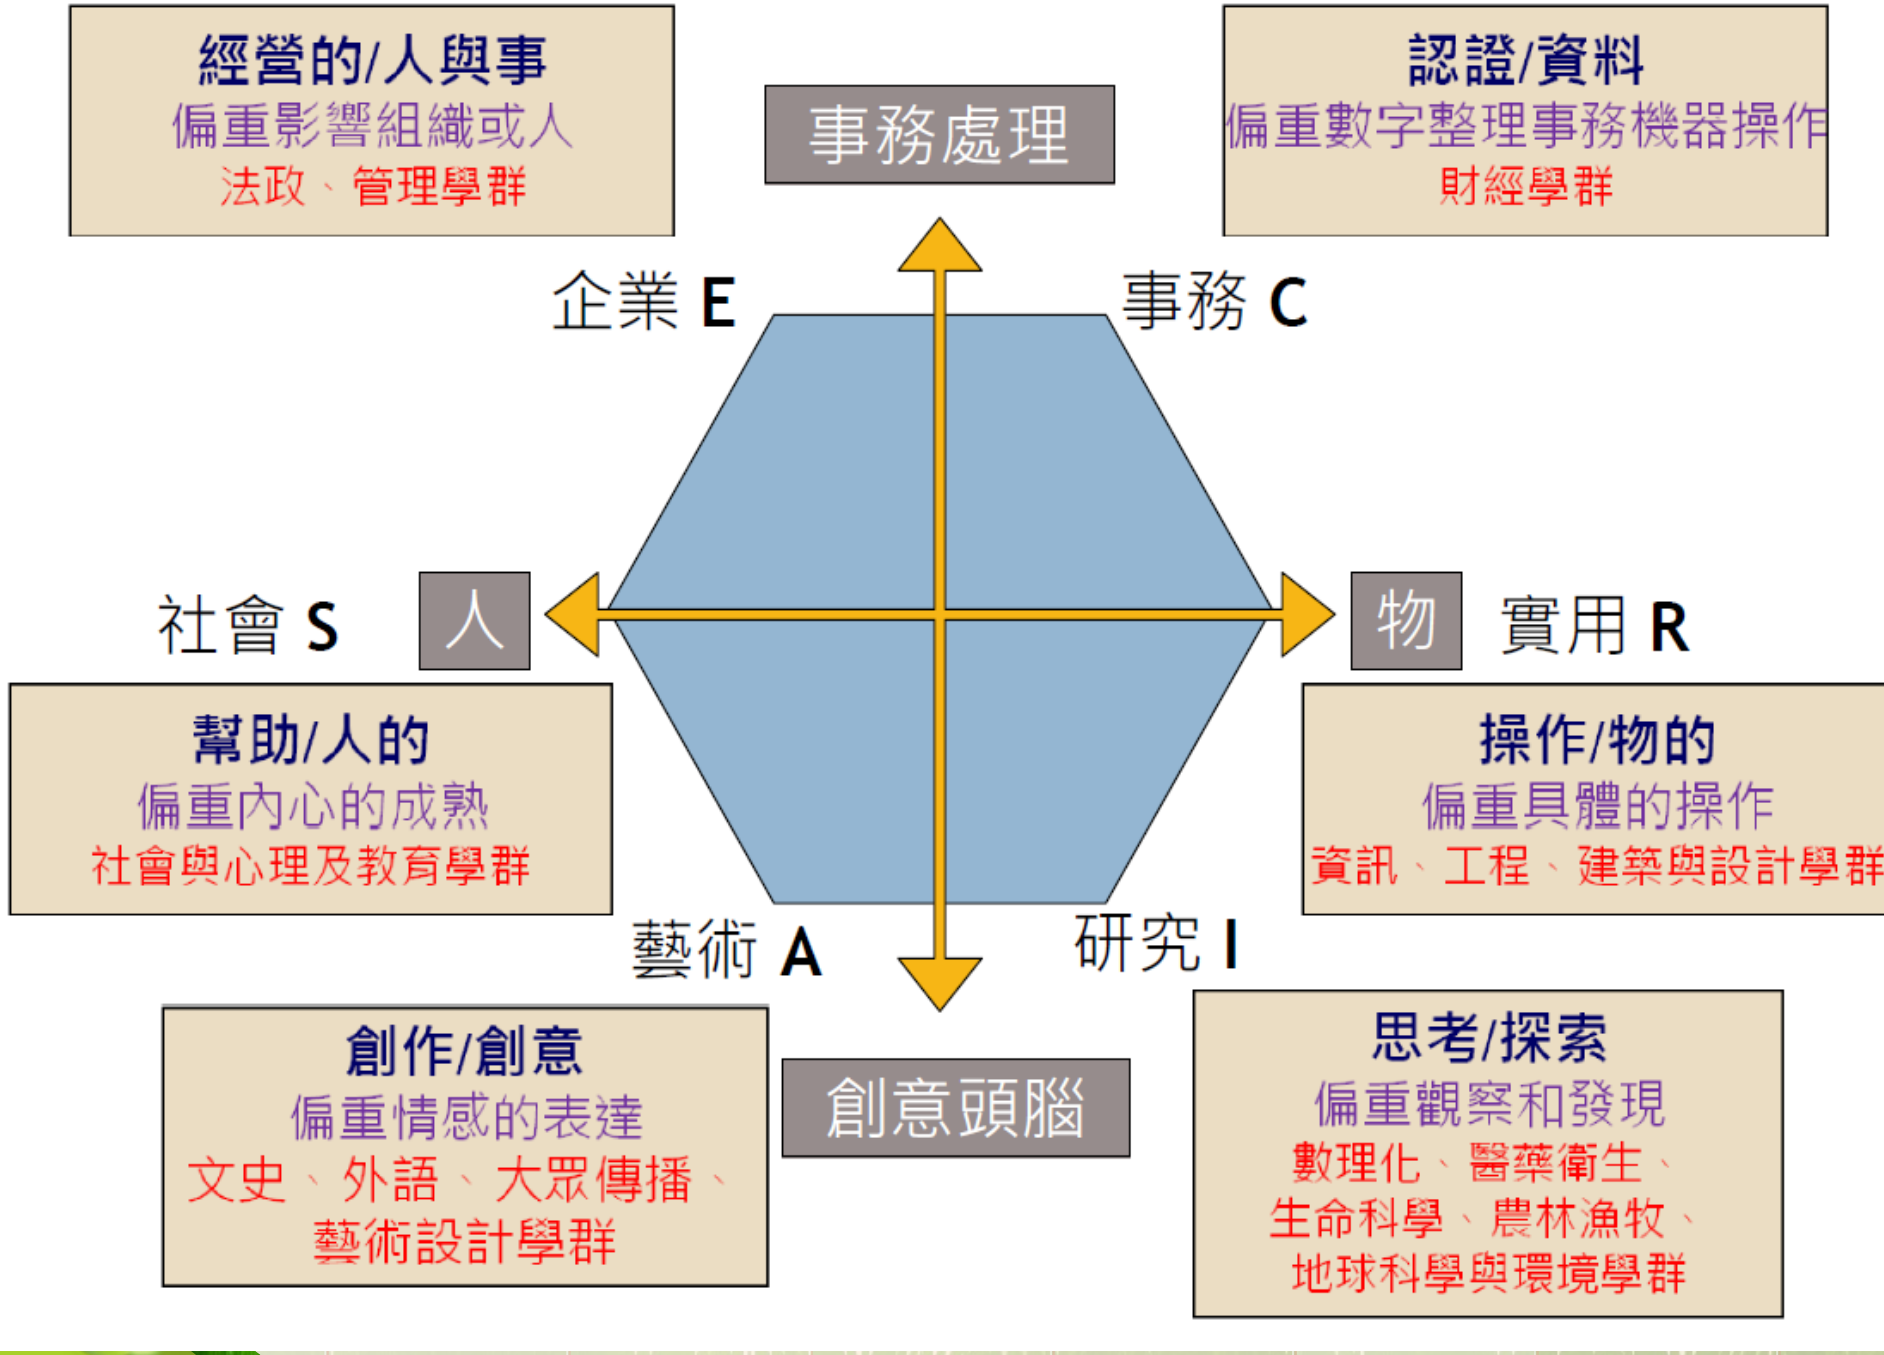 經營的/人與事
偏重影響組織或人
法政、管理學群
事務處理
認證/資料
偏重數字整理事務機器操作
財經學群
企業 E
事務 C
社會 S
人
物
實用 R
幫助/人的
偏重內心的成熟
社會與心理及教育學群
操作/物的
偏重具體的操作
資訊、工程、建築與設計學群
藝術 A
研究 I
創作/創意
偏重情感的表達
文史、外語、大眾傳播、
藝術設計學群
創意頭腦
思考/探索
偏重觀察和發現
數理化、醫藥衛生、
生命科學、農林漁牧、
地球科學與環境學群